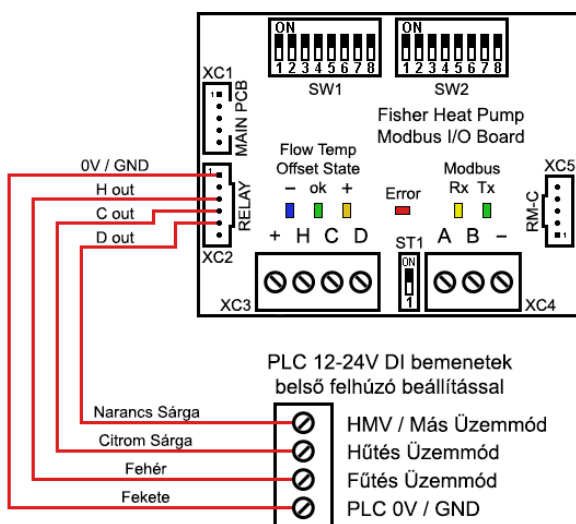 ON
1 2 3 4 5 6 7 8
SW1
ON
1 2 3 4 5 6 7 8
SW2
XC1
1
MAIN PCB
Fisher Heat Pump
Modbus I/O Board
0V / GND
H out
C out
D out
1
RELAY
XC2
Flow Temp
Offset State
– ok +
Error
Modbus
Rx Tx
XC5
RM-C
1
+ H C D
ST1
ON
1
A B –
XC3
XC4
PLC 12-24V DI bemenetek
belső felhúzó beállítással
Narancs Sárga
HMV / Más Üzemmód
Citrom Sárga
Hűtés Üzemmód
Fehér
Fűtés Üzemmód
Fekete
PLC 0V / GND